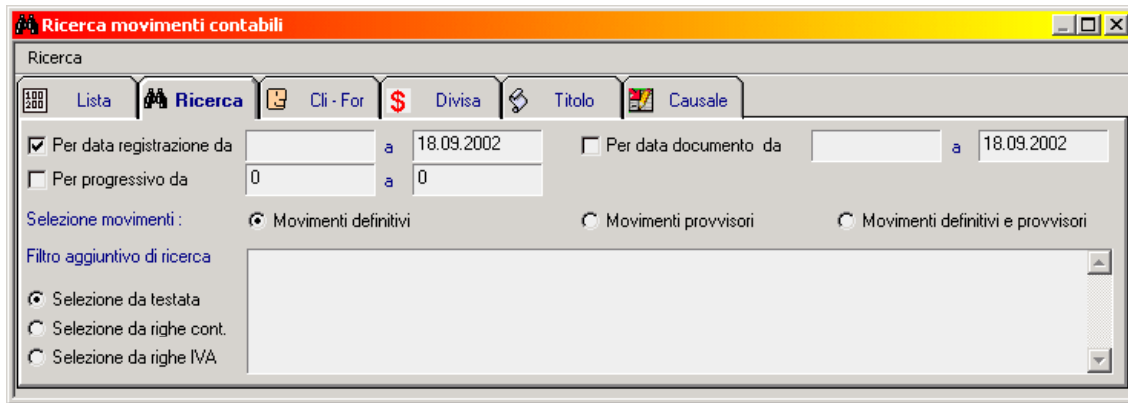 Ricerca movimenti contabili
Ricerca
Lista Ricerca Cli - For $ Divisa Titolo Causale
Per data registrazione da a 18.09.2002 Per data documento da a 18.09.2002
Per progressivo da 0 a 0
Selezione movimenti : Movimenti definitivi Movimenti provvisori Movimenti definitivi e provvisori
Filtro aggiuntivo di ricerca
Selezione da testata
Selezione da righe cont.
Selezione da righe IVA